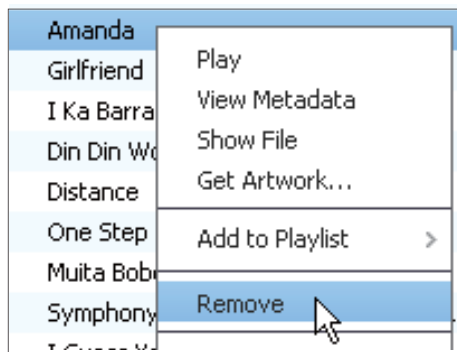 Amanda
Girlfriend
I Ka Barra
Din Din Wo
Distance
One Step
Muita Bob
Symphony
Play
View Metadata
Show File
Get Artwork...
Add to Playlist
Remove